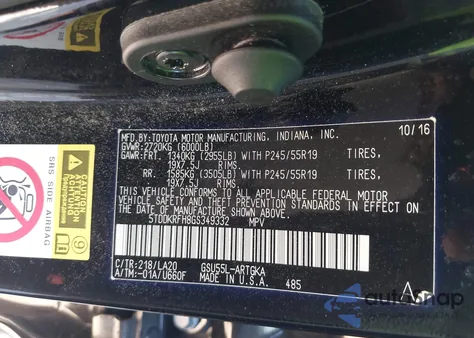 MFD.BY:TOYOTA MOTOR MANUFACTURING, INDIANA, INC. 10/16
GVWR:2720KG (6000LB)
GAWR:FRT. 1340KG (2955LB) WITH P245/55R19 TIRES,
19X7.5J RIMS
RR. 1585KG (3505LB) WITH P245/55R19 TIRES,
19X7.5J RIMS
THIS VEHICLE CONFORMS TO ALL APPLICABLE FEDERAL MOTOR
VEHICLE SAFETY AND THEFT PREVENTION STANDARDS IN EFFECT
ON THE DATE OF MANUFACTURE SHOWN ABOVE.
5TDDKRFH8GS349332 MPV
C/TR:218/LA20 GSU55L-ARTGKA
A/TM:-01A/U660F MADE IN U.S.A. 485
SRS SIDE AIRBAG
ATTENTION
autosnap